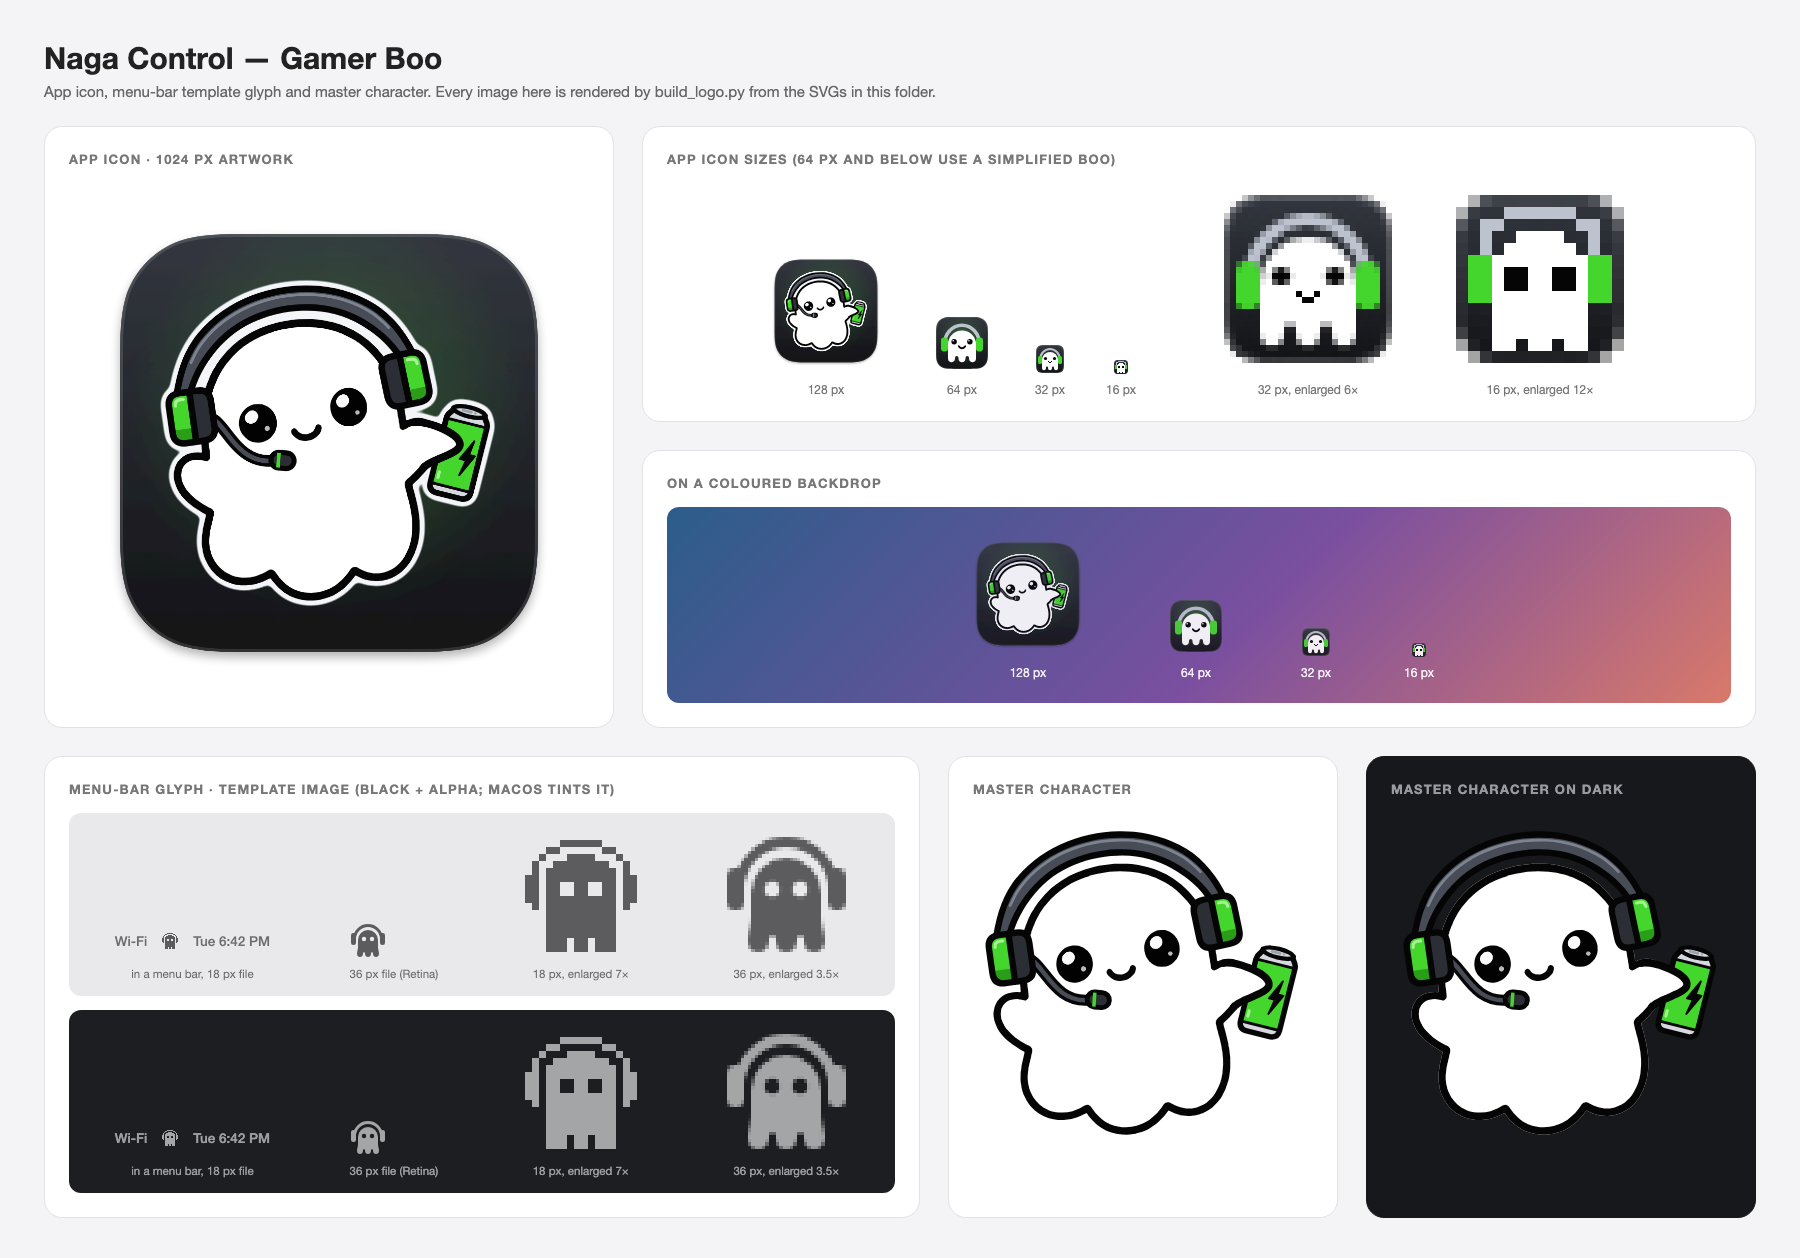 Naga Control — Gamer Boo
App icon, menu-bar template glyph and master character. Every image here is rendered by build_logo.py from the SVGs in this folder.
APP ICON · 1024 PX ARTWORK
APP ICON SIZES (64 PX AND BELOW USE A SIMPLIFIED BOO)
128 px
64 px
32 px
16 px
32 px, enlarged 6×
16 px, enlarged 12×
ON A COLOURED BACKDROP
128 px
64 px
32 px
16 px
MENU-BAR GLYPH · TEMPLATE IMAGE (BLACK + ALPHA; MACOS TINTS IT)
Wi-Fi
Tue 6:42 PM
in a menu bar, 18 px file
36 px file (Retina)
18 px, enlarged 7×
36 px, enlarged 3.5×
Wi-Fi
Tue 6:42 PM
in a menu bar, 18 px file
36 px file (Retina)
18 px, enlarged 7×
36 px, enlarged 3.5×
MASTER CHARACTER
MASTER CHARACTER ON DARK